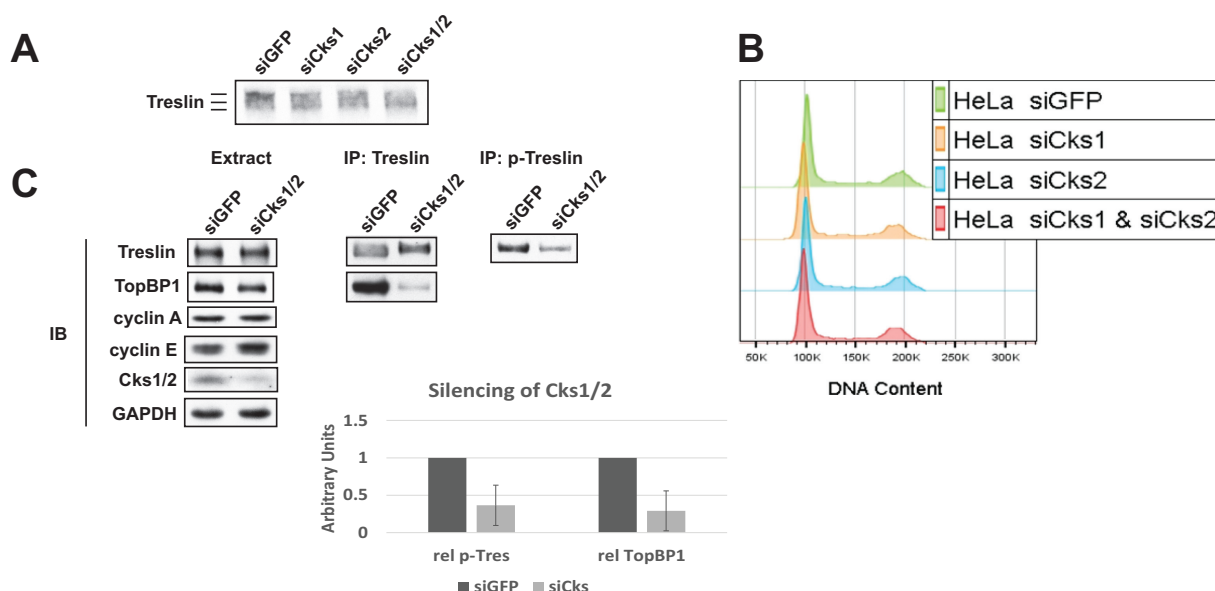 A
siGFP siCks1 siCks2 siCks1/2
Treslin
B
HeLa siGFP
HeLa siCks1
HeLa siCks2
HeLa siCks1 & siCks2
50K 100K 150K 200K 250K 300K
DNA Content
C
Extract IP: Treslin IP: p-Treslin
siGFP siCks1/2 siGFP siCks1/2 siGFP siCks1/2
IB
Treslin
TopBP1
cyclin A
cyclin E
Cks1/2
GAPDH
Silencing of Cks1/2
Arbitrary Units
1.5
1
0.5
0
rel p-Tres rel TopBP1
siGFP siCks